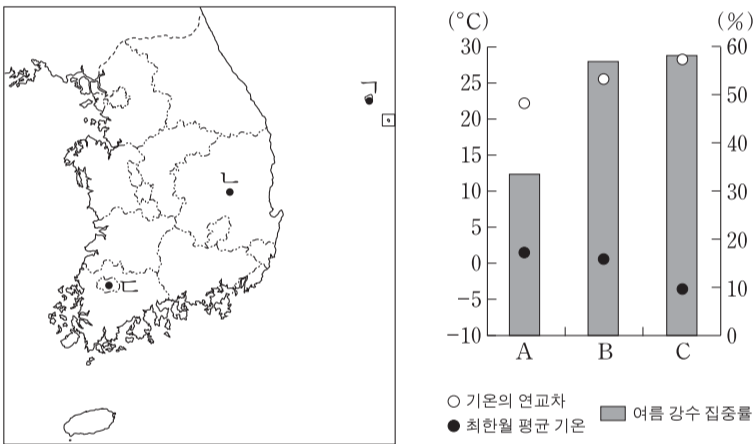 ㄱ
ㄴ
ㄷ
(℃) (%)
30 60
25 50
20 40
15 30
10
5 20
0
-5 10
-10 0
A B C
○ 기온의 연교차
● 최한월 평균 기온
여름 강수 집중률